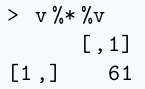 > v %* %v
[ ,1]
[1 ,] 61